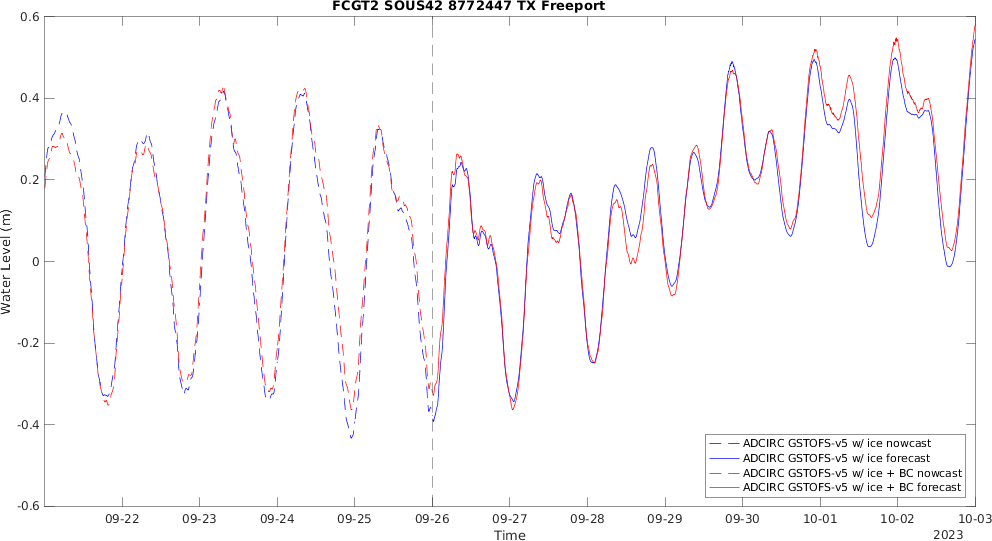 FCGT2 SOUS42 8772447 TX Freeport
0.6
0.4
0.2
0
-0.2
-0.4
-0.6
Water Level (m)
ADCIRC GSTOFS-v5 w/ ice nowcast
ADCIRC GSTOFS-v5 w/ ice forecast
ADCIRC GSTOFS-v5 w/ ice + BC nowcast
ADCIRC GSTOFS-v5 w/ ice + BC forecast
09-22 09-23 09-24 09-25 09-26 09-27 09-28 09-29 09-30 10-01 10-02 10-03
Time
2023